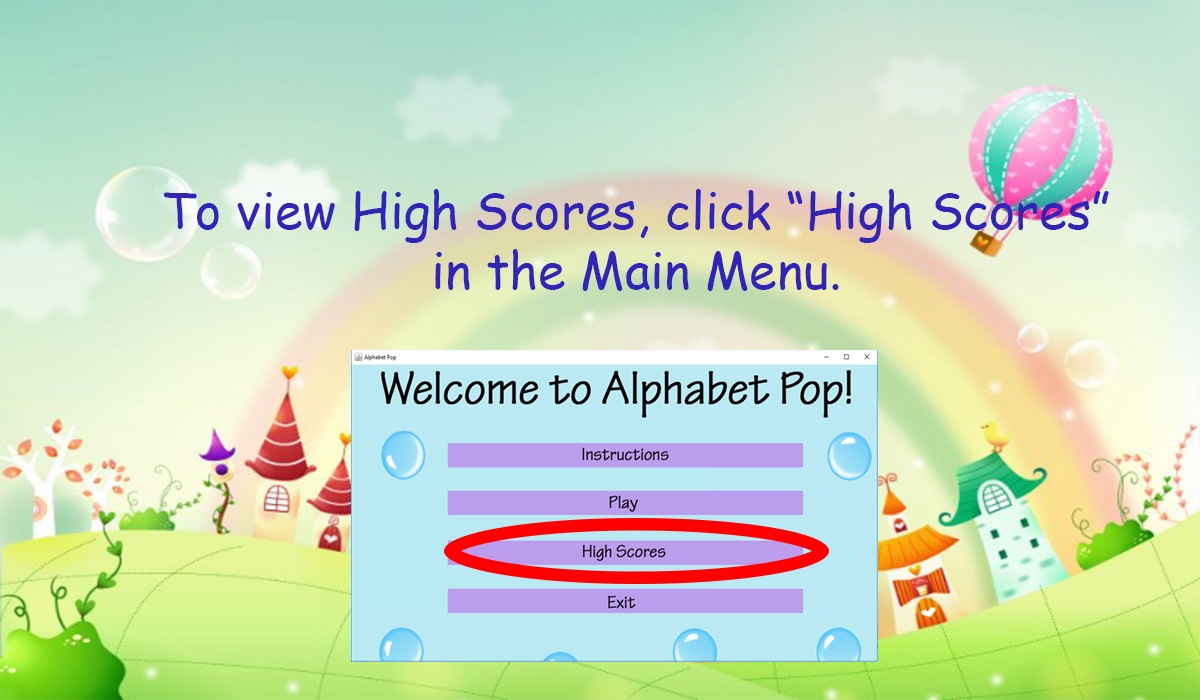 To view High Scores, click “High Scores”
in the Main Menu.
Alphabet Pop
Welcome to Alphabet Pop!
Instructions
Play
High Scores
Exit